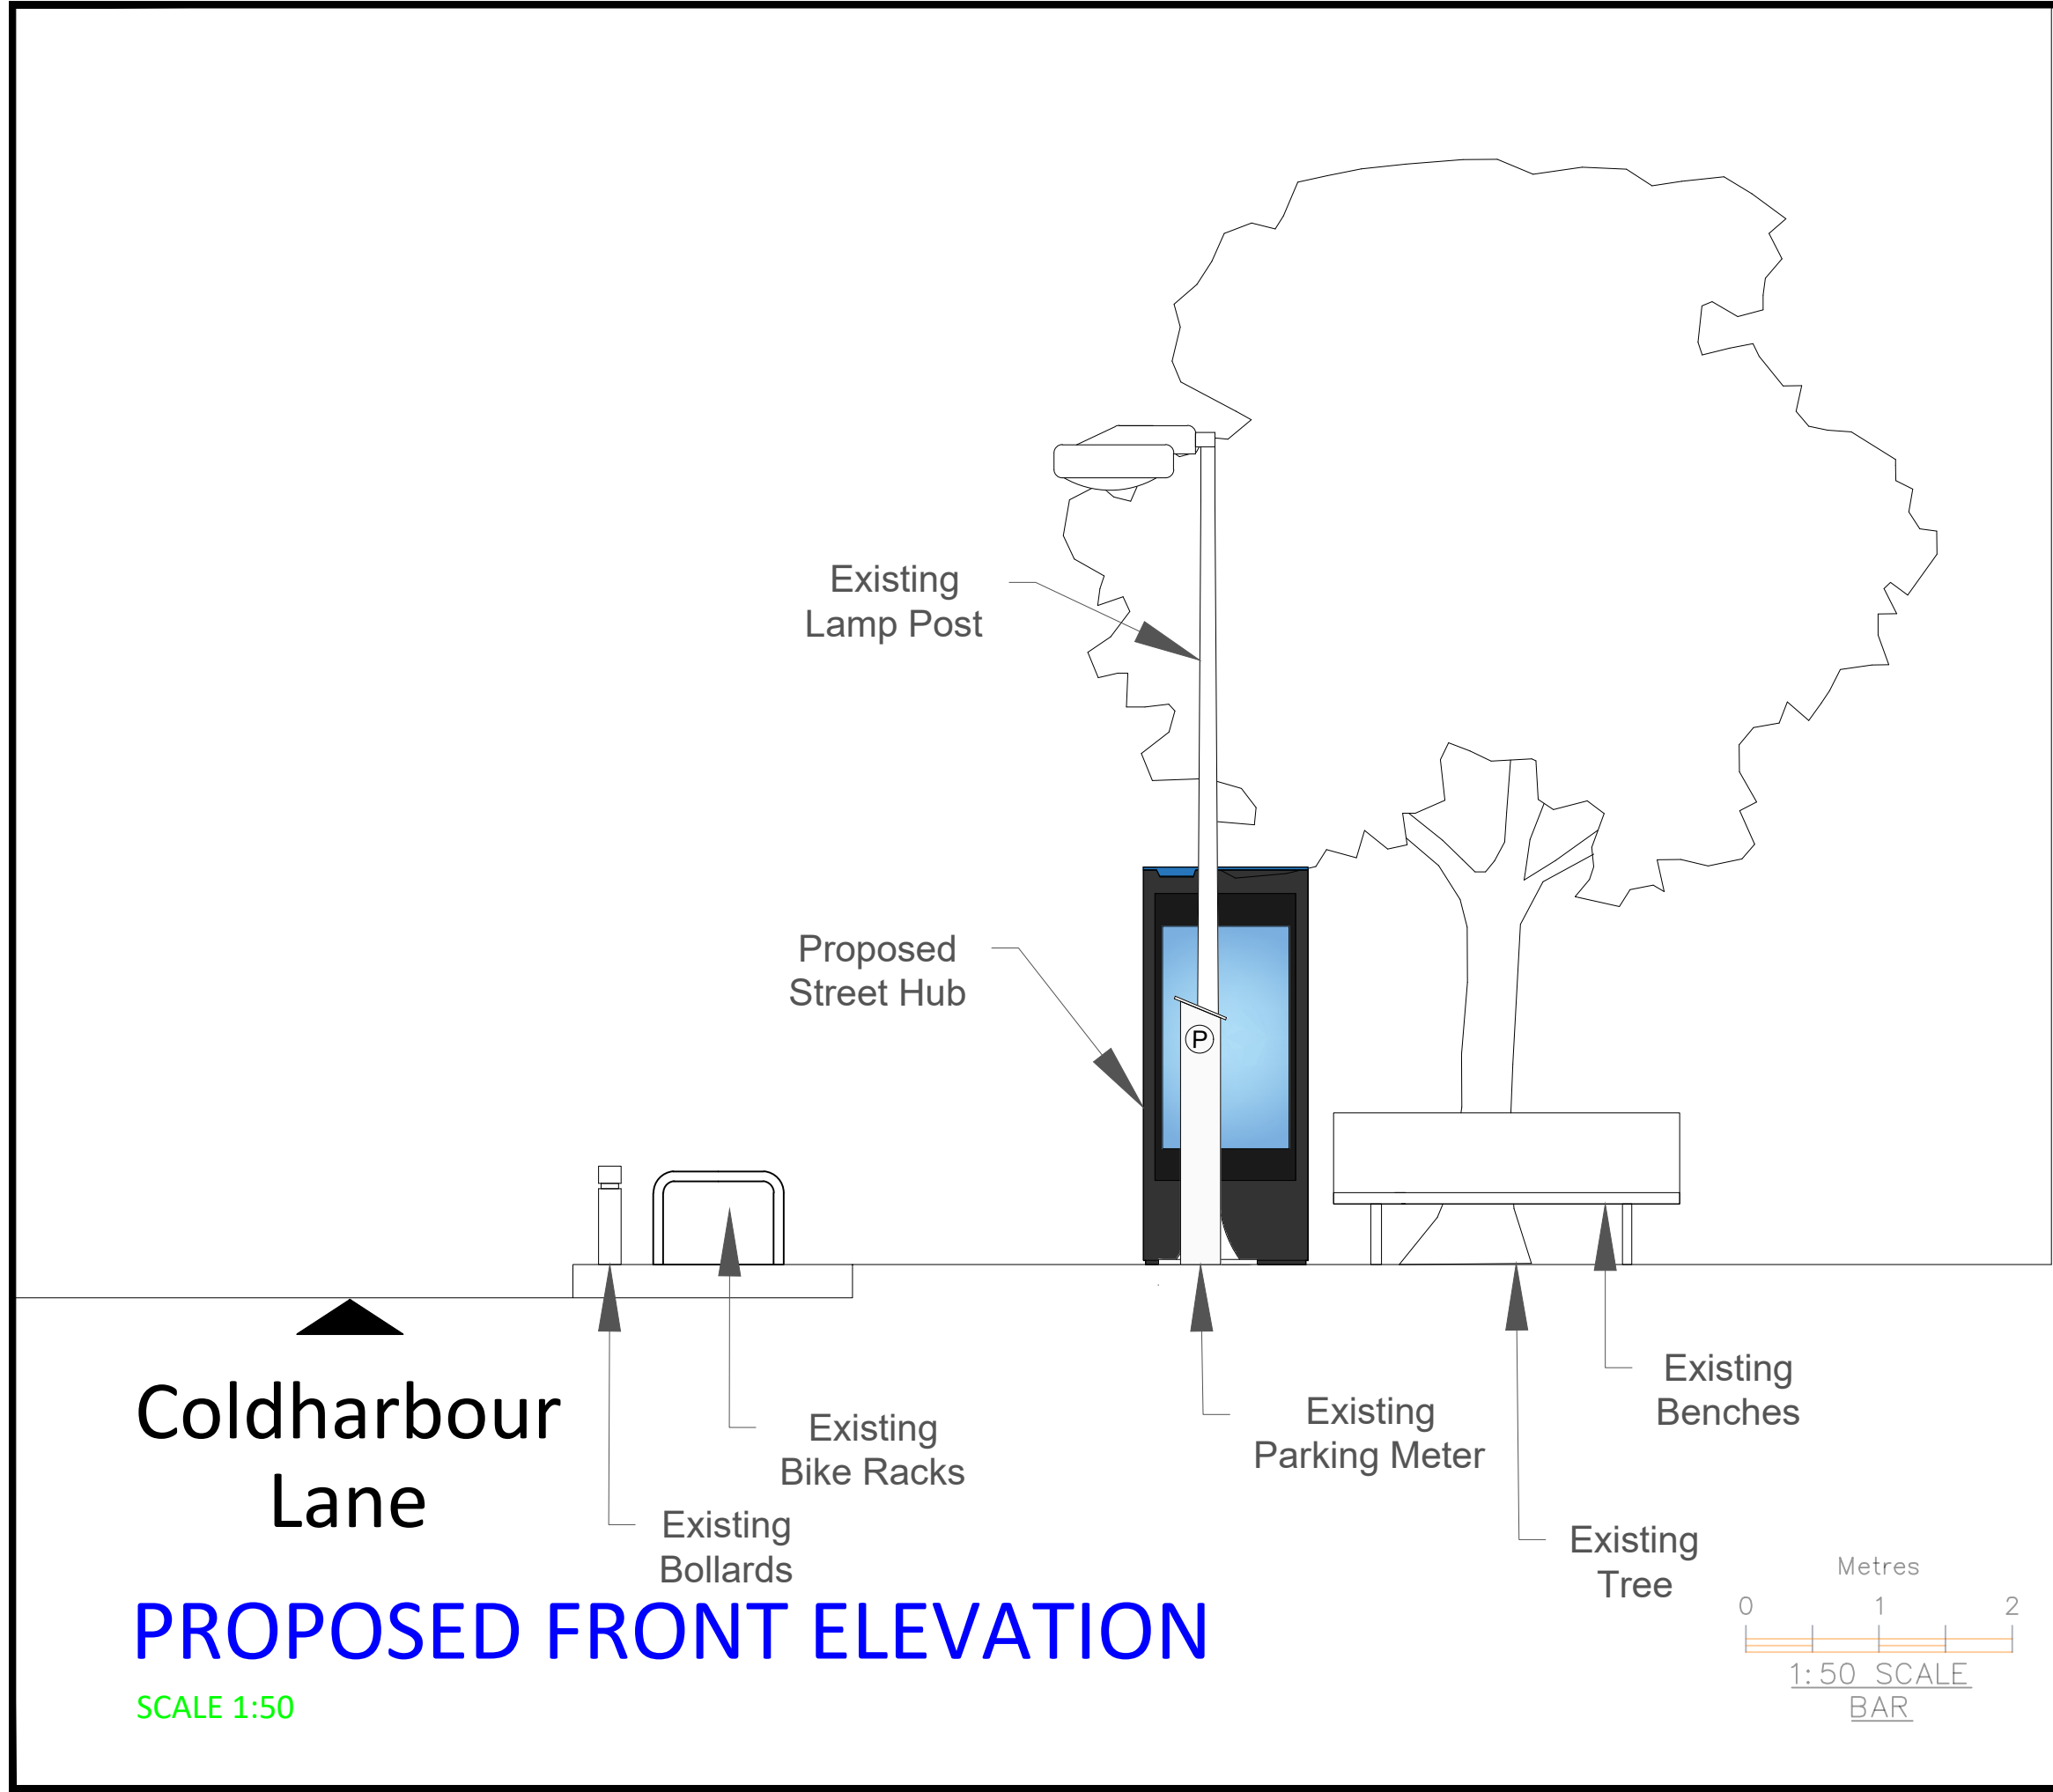 Existing
Lamp Post
Proposed
Street Hub
P
Existing
Benches
Coldharbour
Lane
Existing
Parking Meter
Existing
Bike Racks
Existing
Bollards
Existing
Tree
Metres
0 1 2
1:50 SCALE
BAR
PROPOSED FRONT ELEVATION
SCALE 1:50